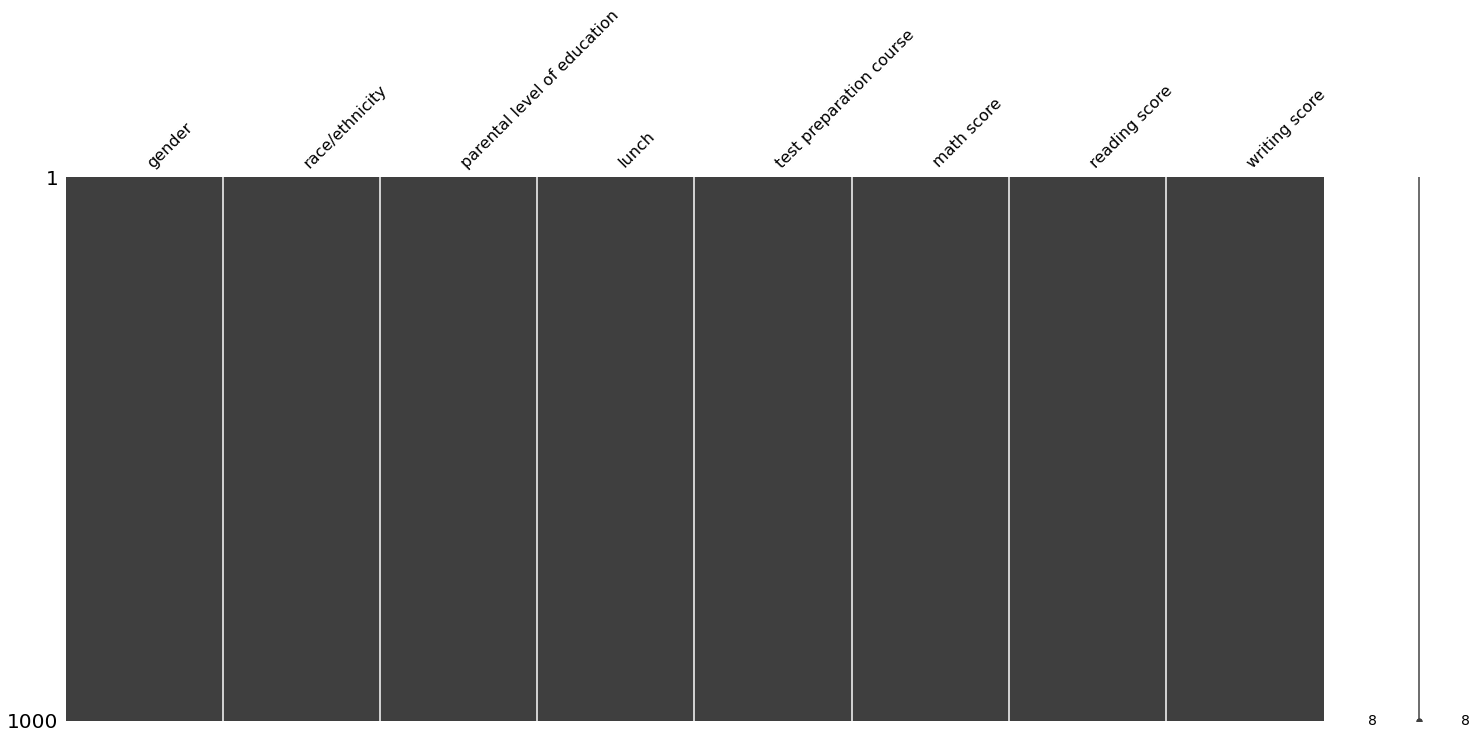 gender
race/ethnicity
parental level of education
lunch
test preparation course
math score
reading score
writing score
1
1000
8
8